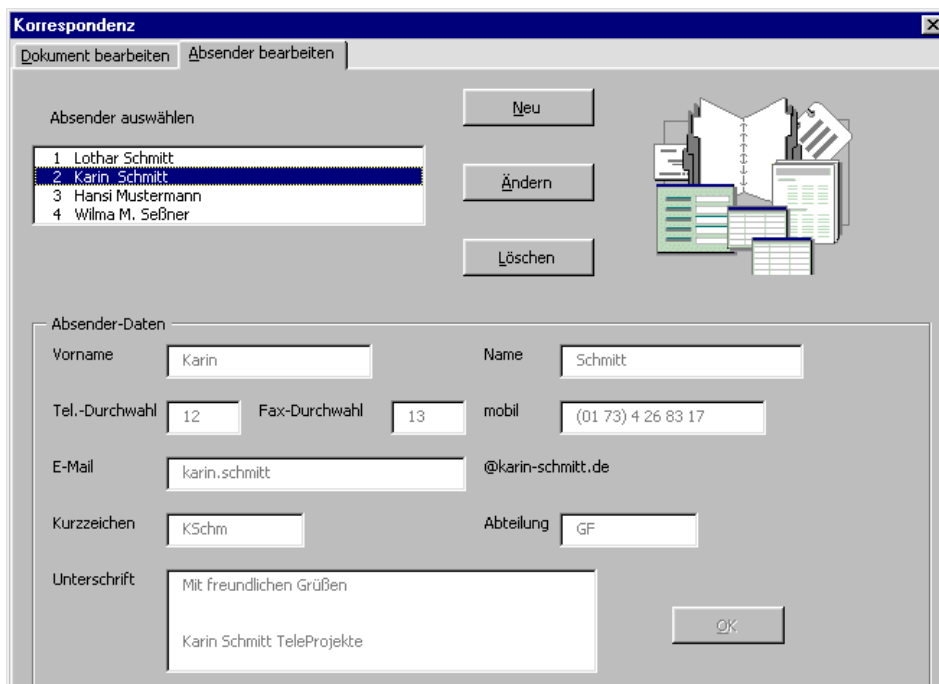 Korrespondenz
Dokument bearbeiten Absender bearbeiten
Absender auswählen
Neu
1 Lothar Schmitt
2 Karin Schmitt
3 Hansi Mustermann
4 Wilma M. Seßner
Ändern
Löschen
Absender-Daten
Vorname Karin Name Schmitt
Tel.-Durchwahl 12 Fax-Durchwahl 13 mobil (01 73) 4 26 83 17
E-Mail karin.schmitt @karin-schmitt.de
Kurzzeichen KSchm Abteilung GF
Unterschrift Mit freundlichen Grüßen
Karin Schmitt TeleProjekte
OK